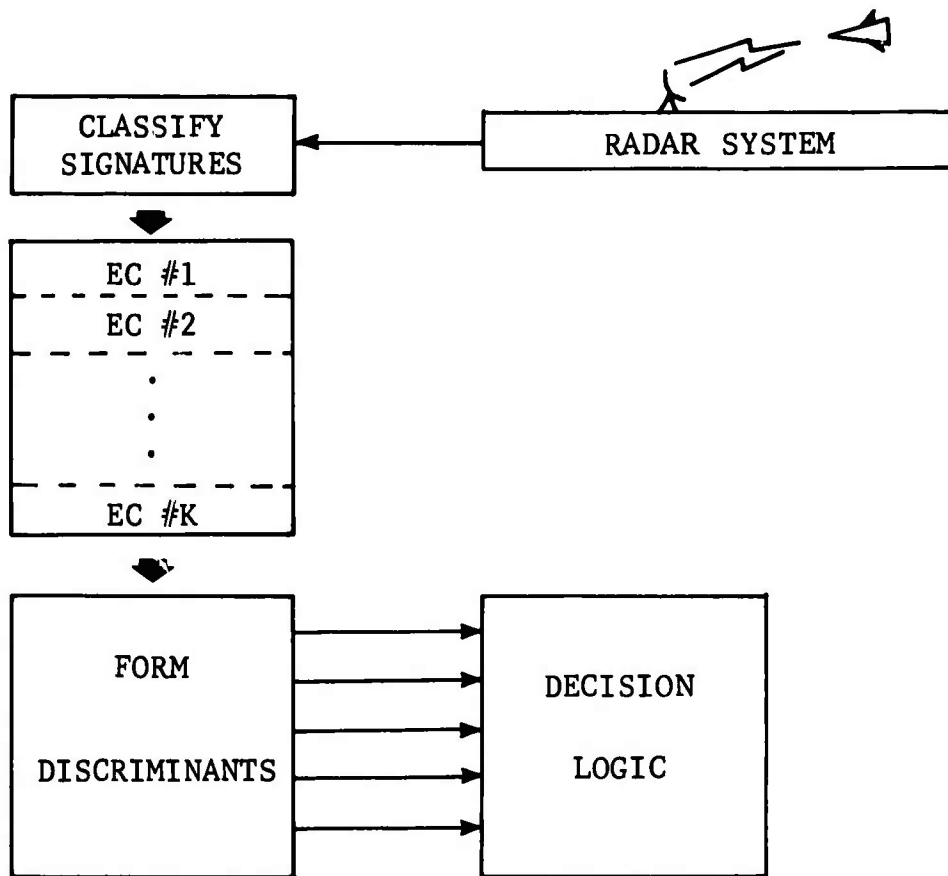 CLASSIFY
SIGNATURES
RADAR SYSTEM
EC #1
EC #2
EC #K
FORM
DISCRIMINANTS
DECISION
LOGIC